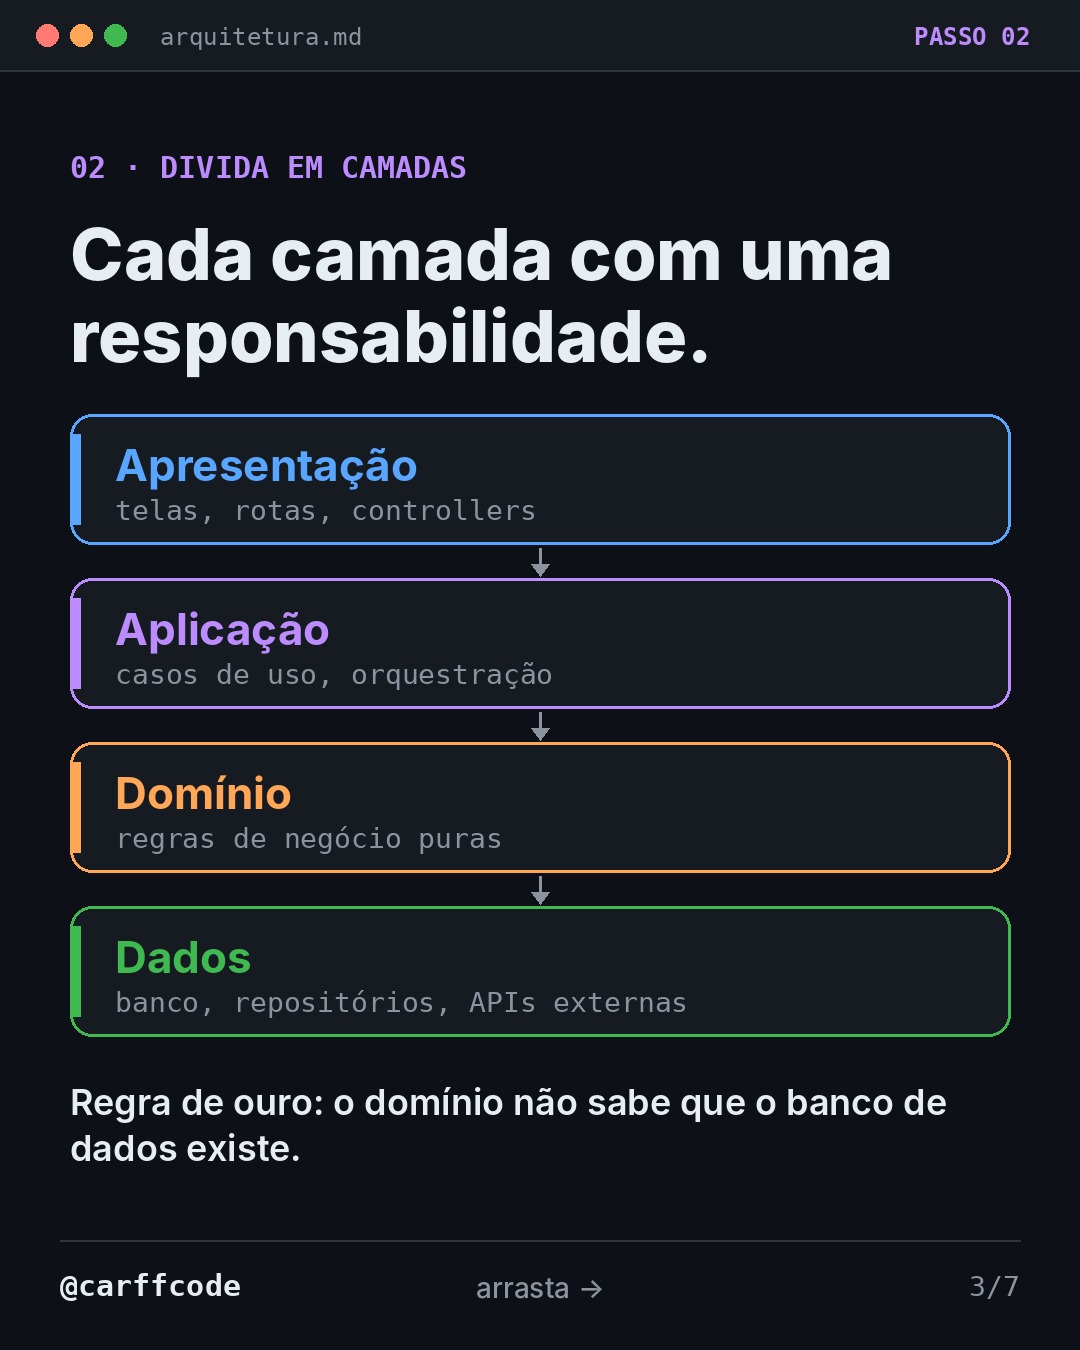 arquitetura.md
PASSO 02
02 · DIVIDA EM CAMADAS
Cada camada com uma
responsabilidade.
Apresentação
telas, rotas, controllers
Aplicação
casos de uso, orquestração
Domínio
regras de negócio puras
Dados
banco, repositórios, APIs externas
Regra de ouro: o domínio não sabe que o banco de
dados existe.
@carffcode
arrasta →
3/7